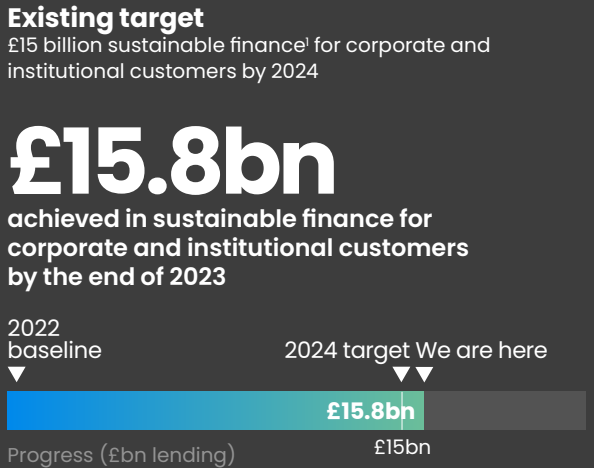 Existing target
£15 billion sustainable finance¹ for corporate and
institutional customers by 2024
£15.8bn
achieved in sustainable finance for
corporate and institutional customers
by the end of 2023
2022
baseline
2024 target We are here
£15.8bn
£15bn
Progress (£bn lending)